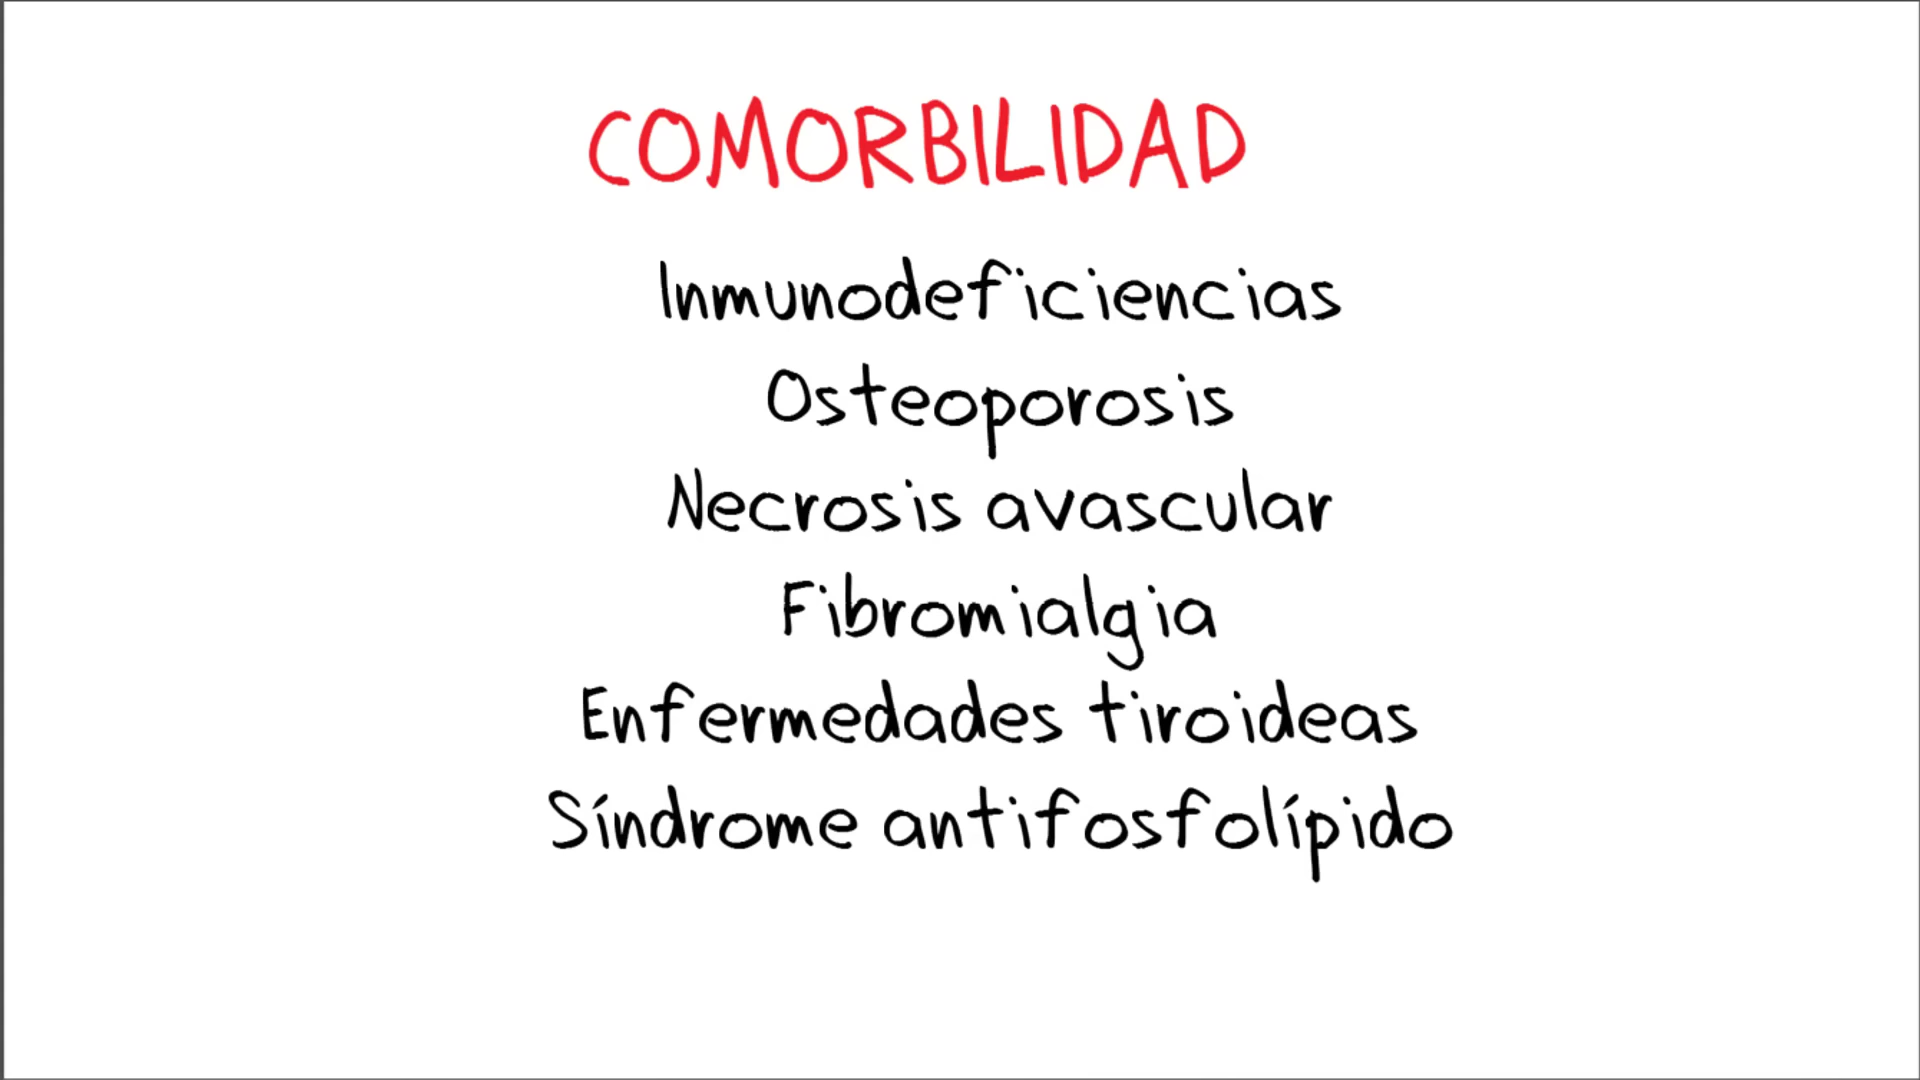 COMORBILIDAD
Inmunodeficiencias
Osteoporosis
Necrosis avascular
Fibromialgia
Enfermedades tiroideas
Síndrome antifosfolípido